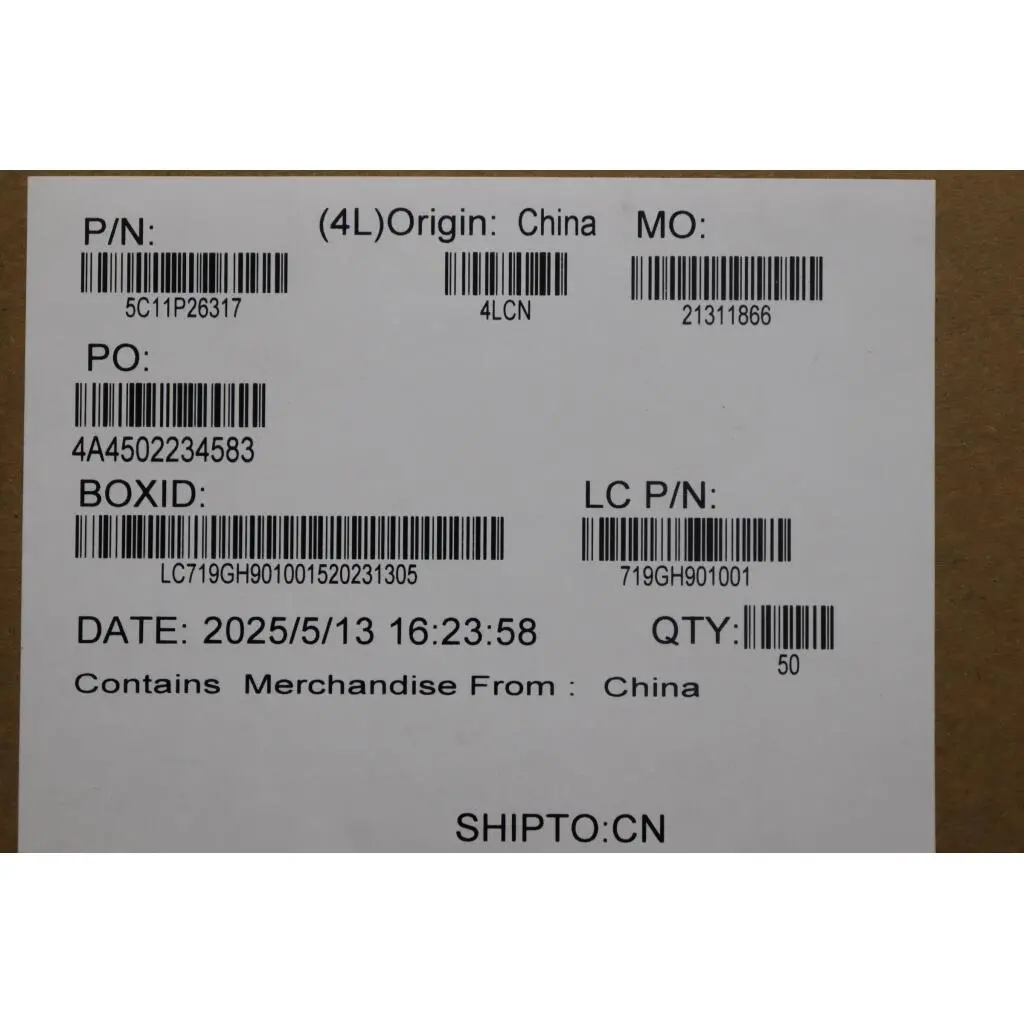 P/N: (4L)Origin: China MO:
5C11P26317 4LCN 21311866
PO:
4A4502234583
BOXID: LC P/N:
LC719GH901001520231305 719GH901001
DATE: 2025/5/13 16:23:58 QTY:
50
Contains Merchandise From : China
SHIPTO:CN